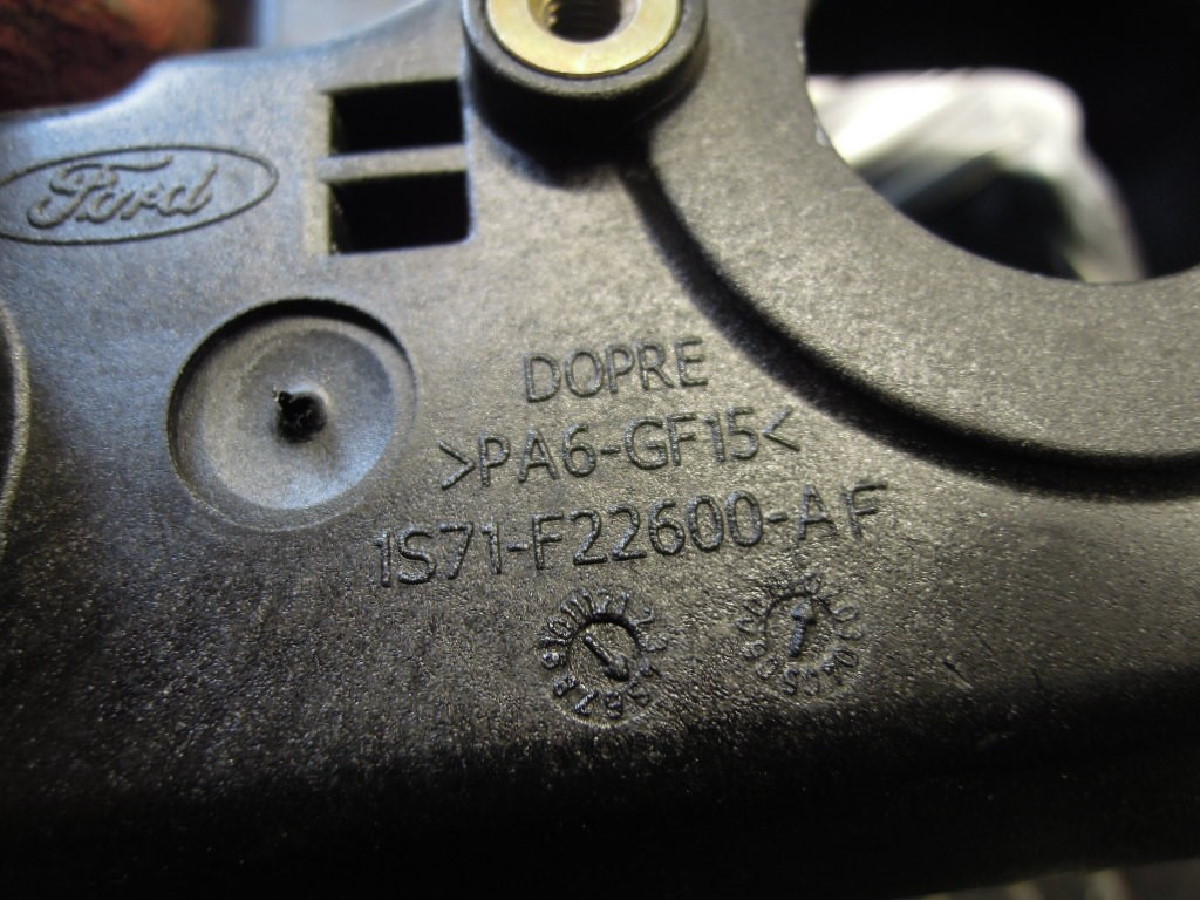 Ford
DOPRE
>PA6-GF15<
1S71-F22600-AF